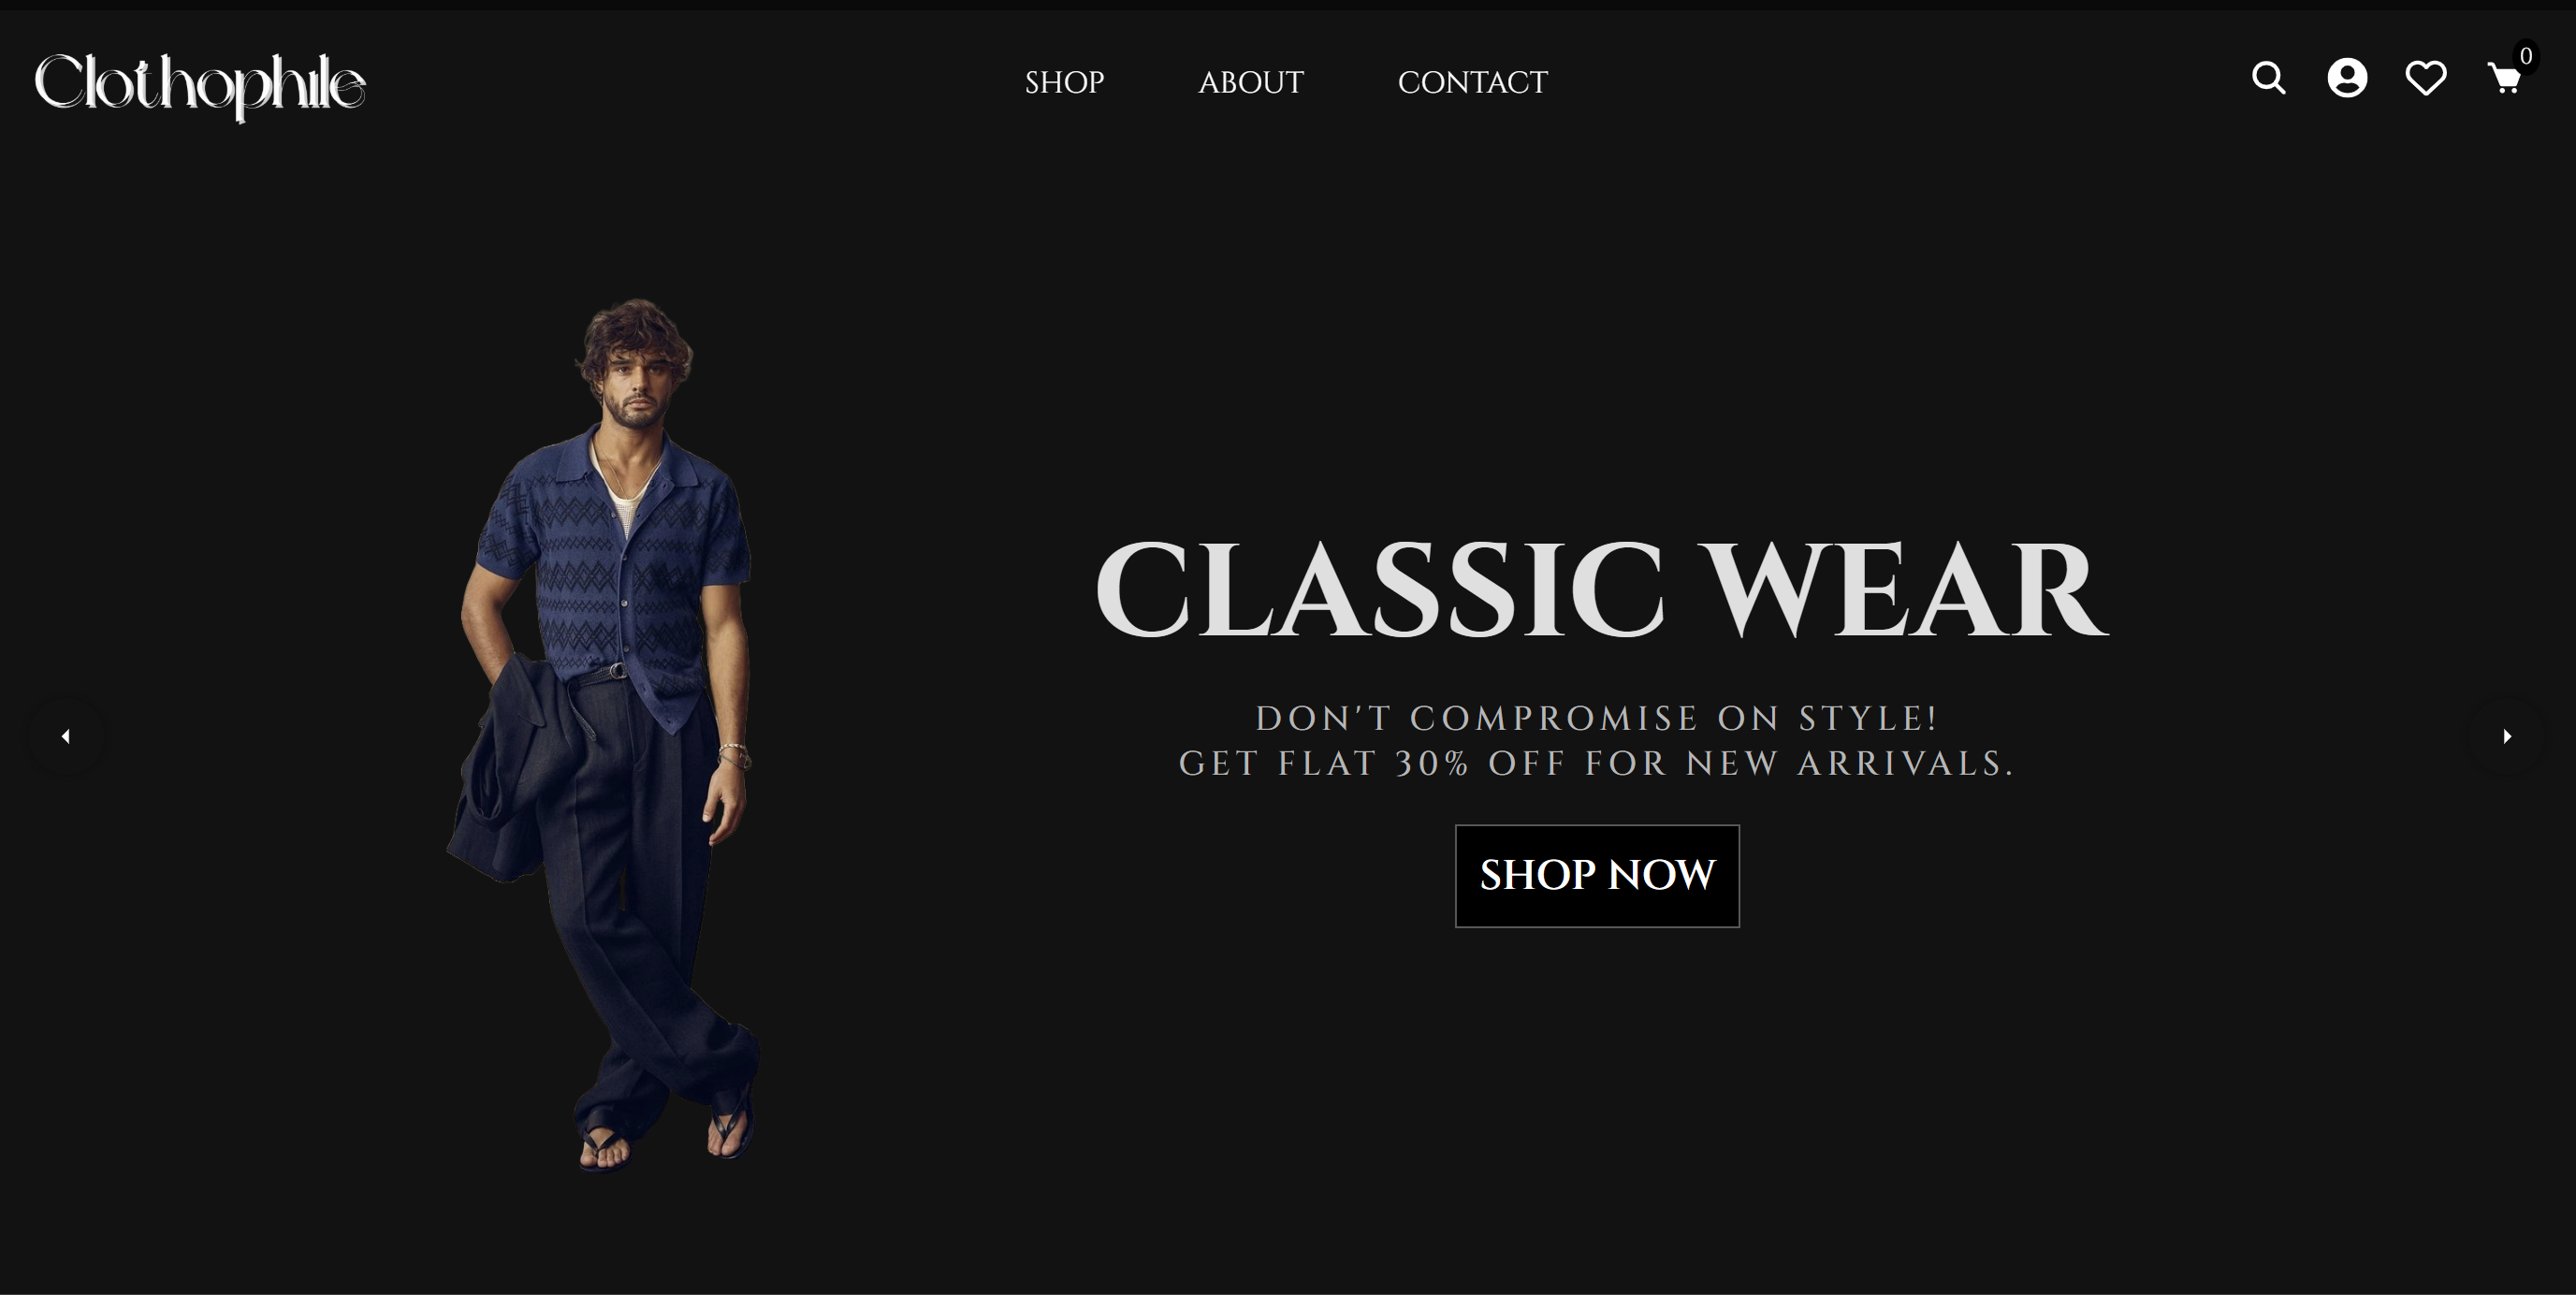 Clothophile
SHOP ABOUT CONTACT
0
CLASSIC WEAR
DON'T COMPROMISE ON STYLE!
GET FLAT 30% OFF FOR NEW ARRIVALS.
SHOP NOW